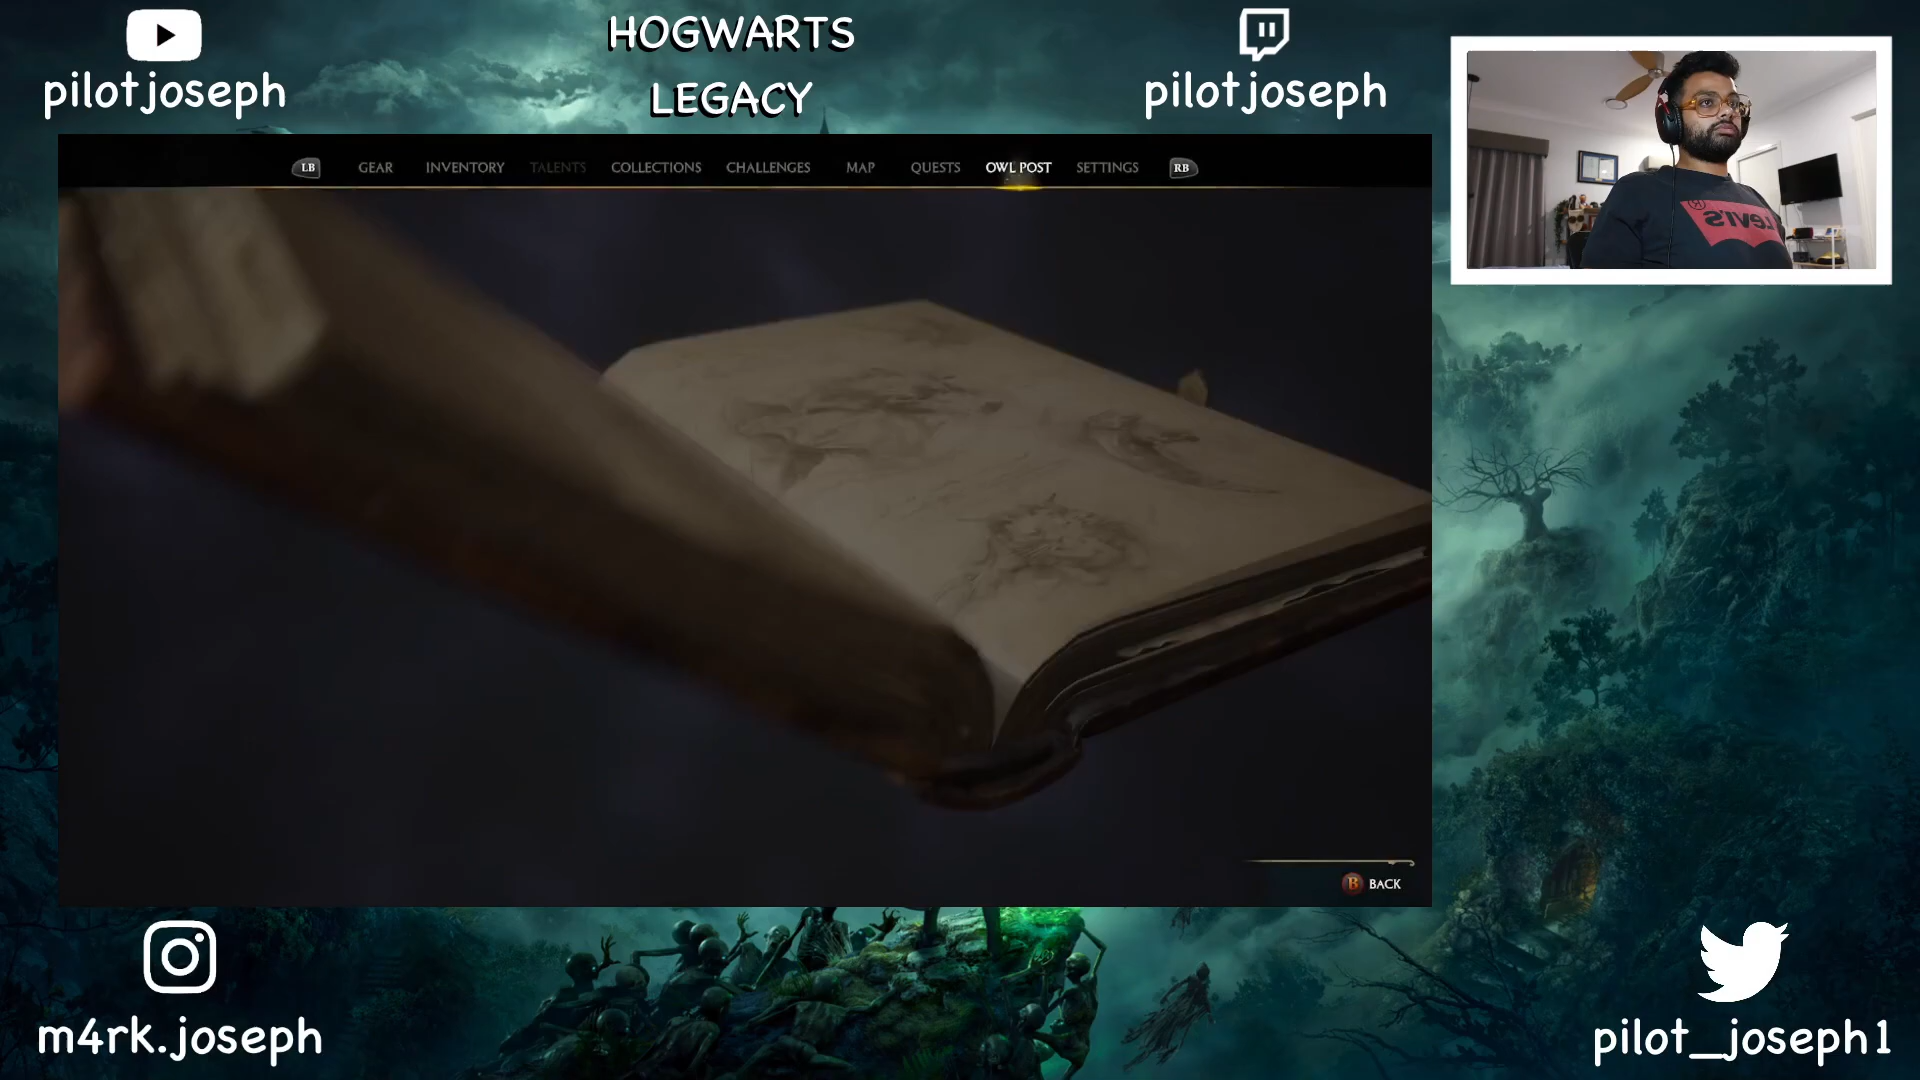 pilotjoseph
HOGWARTS
LEGACY
pilotjoseph
LB GEAR INVENTORY TALENTS COLLECTIONS CHALLENGES MAP QUESTS OWL POST SETTINGS RB
LEVI'S ®
B BACK
m4rk.joseph
pilot_joseph1